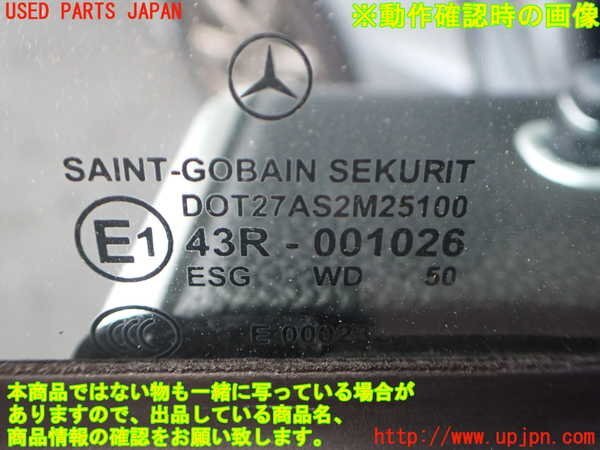 USED PARTS JAPAN
※動作確認時の画像
SAINT-GOBAIN SEKURIT
DOT27AS2M25100
E1 43R - 001026
ESG WD 50
CCC E 0002
本商品ではない物も一緒に写っている場合が
ありますので、出品している商品名、
商品情報の確認をお願い致します。
http://www.upjpn.com/